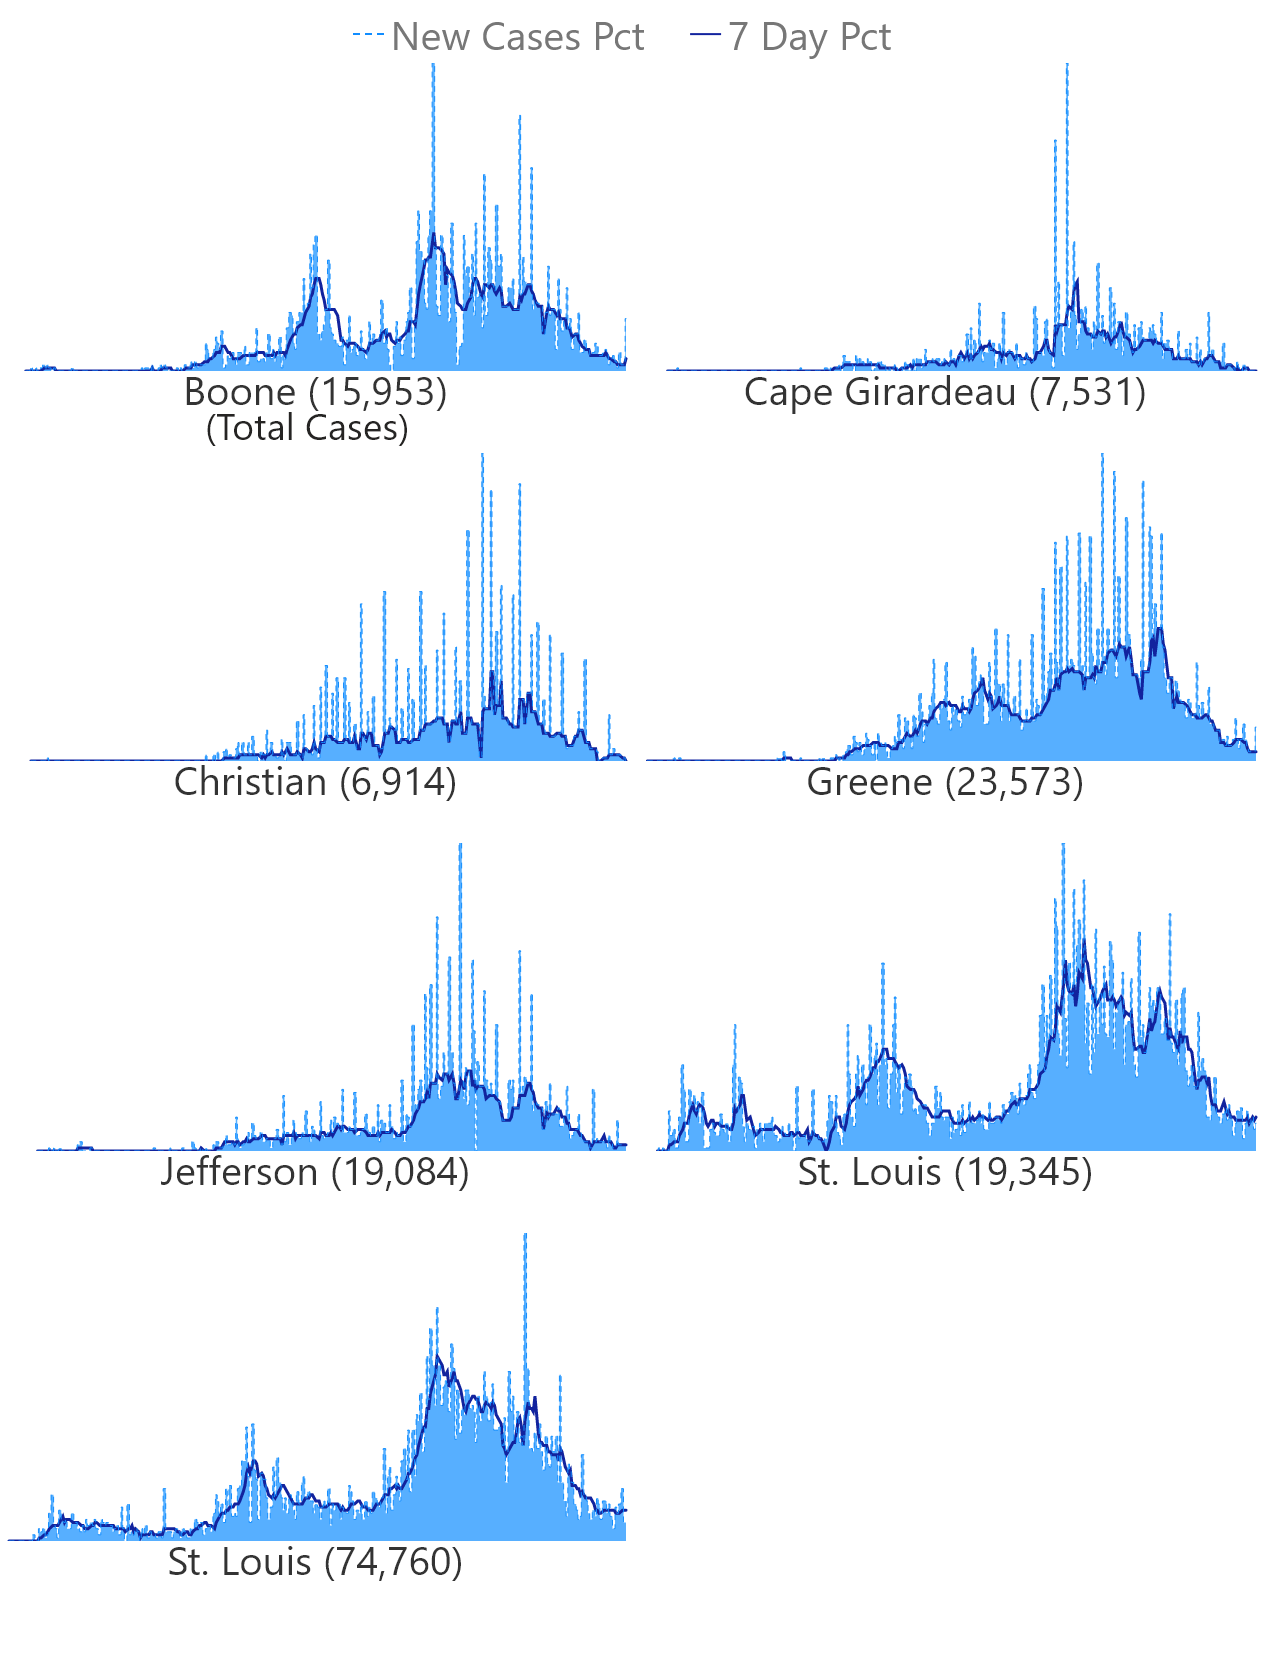 New Cases Pct 7 Day Pct
Boone (15,953) Cape Girardeau (7,531)
(Total Cases)
Christian (6,914) Greene (23,573)
Jefferson (19,084) St. Louis (19,345)
St. Louis (74,760)